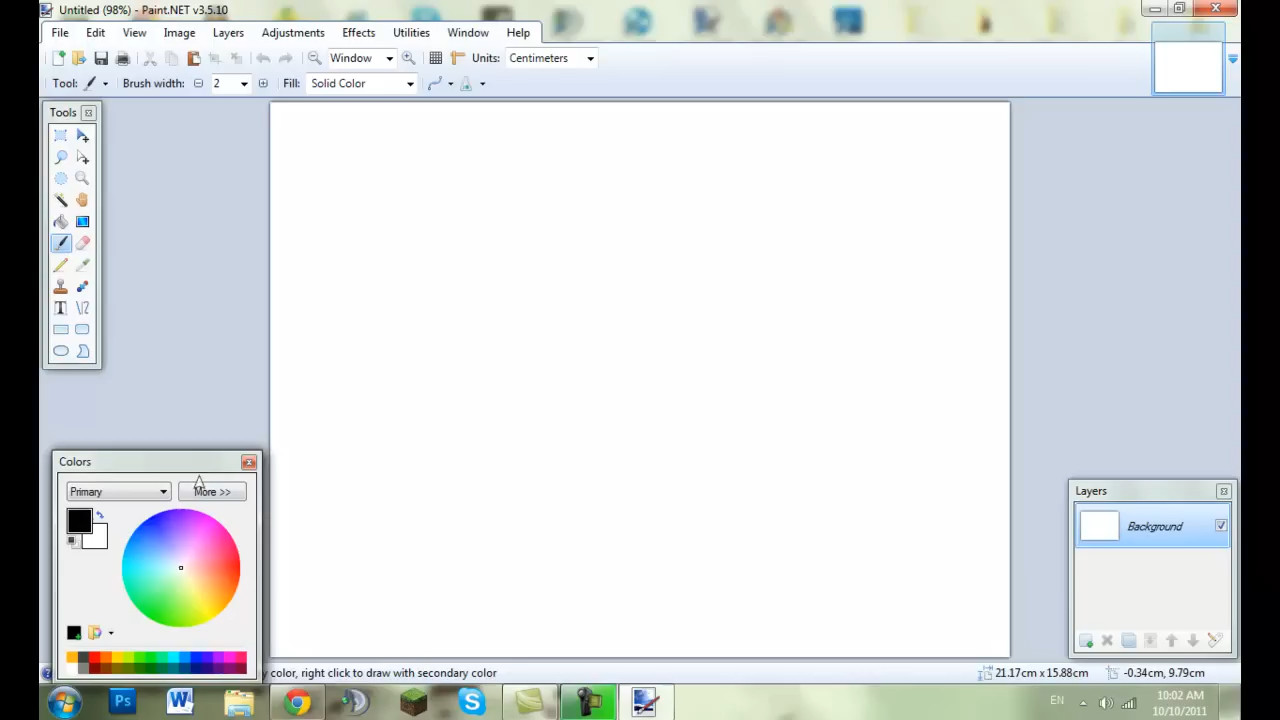 Untitled (98%) - Paint.NET v3.5.10
File Edit View Image Layers Adjustments Effects Utilities Window Help
Window Units: Centimeters
Tool: Brush width: 2 Fill: Solid Color
Tools
Colors
Primary More >>
Layers
Background
y color, right click to draw with secondary color
21.17cm x 15.88cm -0.34cm, 9.79cm
Ps W S EN 10:02 AM
10/10/2011